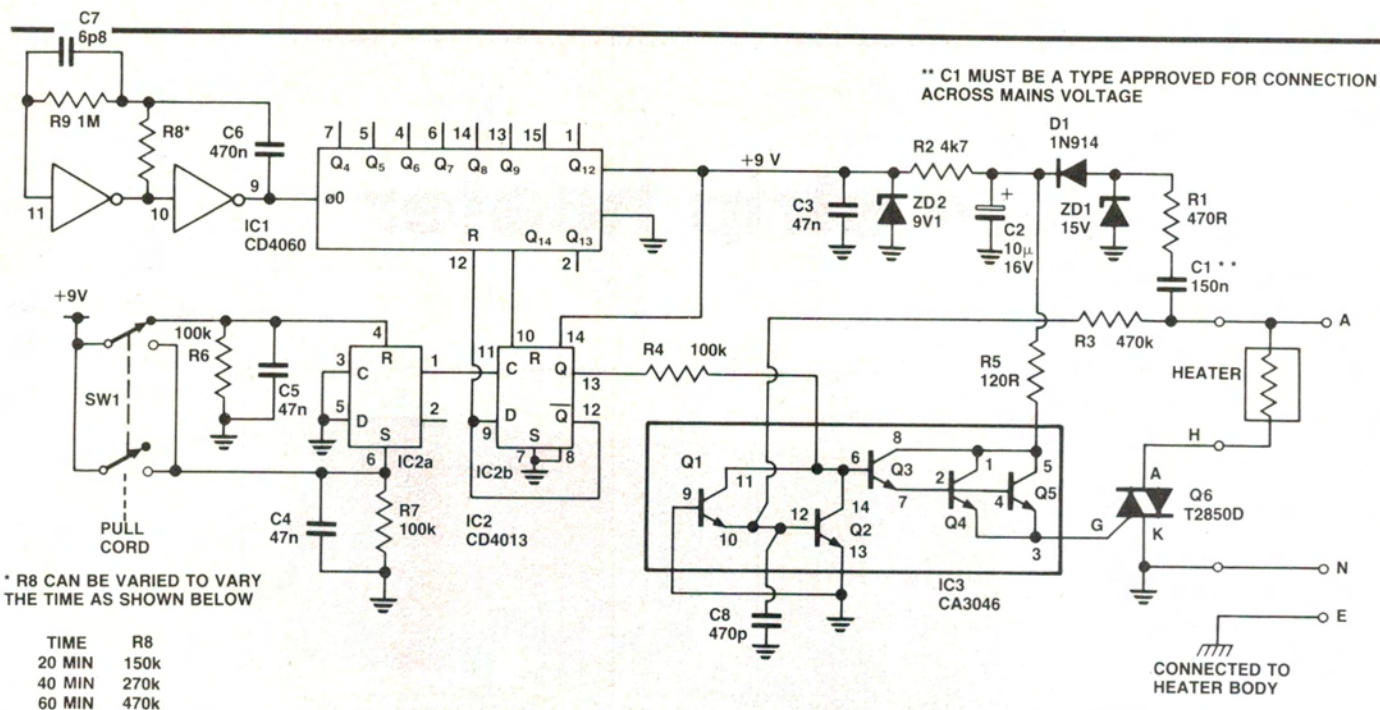 C7
6p8
R9 1M
R8*
C6
470n
11
10
9
IC1
CD4060
7 5 4 6 14 13 15 1
Q4 Q5 Q6 Q7 Q8 Q9 Q12
ø0
R Q14 Q13
12
2
+9 V
** C1 MUST BE A TYPE APPROVED FOR CONNECTION
ACROSS MAINS VOLTAGE
C3
47n
ZD2
9V1
R2 4k7
+
C2
10µ
16V
D1
1N914
ZD1
15V
R1
470R
C1 **
150n
R3
470k
A
HEATER
H
+9V
SW1
PULL
CORD
100k
R6
C5
47n
4
R
3
C
5
D
S
6
1
2
IC2a
C4
47n
R7
100k
10
14
11
C
R
Q
13
D
Q
12
9
S
7
8
IC2b
IC2
CD4013
R4 100k
R5
120R
Q1
9
11
10
12
14
Q2
13
6
8
Q3
7
2
1
Q4
5
4
Q5
3
IC3
CA3046
C8
470p
A
G
K
Q6
T2850D
N
E
CONNECTED TO
HEATER BODY
* R8 CAN BE VARIED TO VARY
THE TIME AS SHOWN BELOW
TIME R8
20 MIN 150k
40 MIN 270k
60 MIN 470k